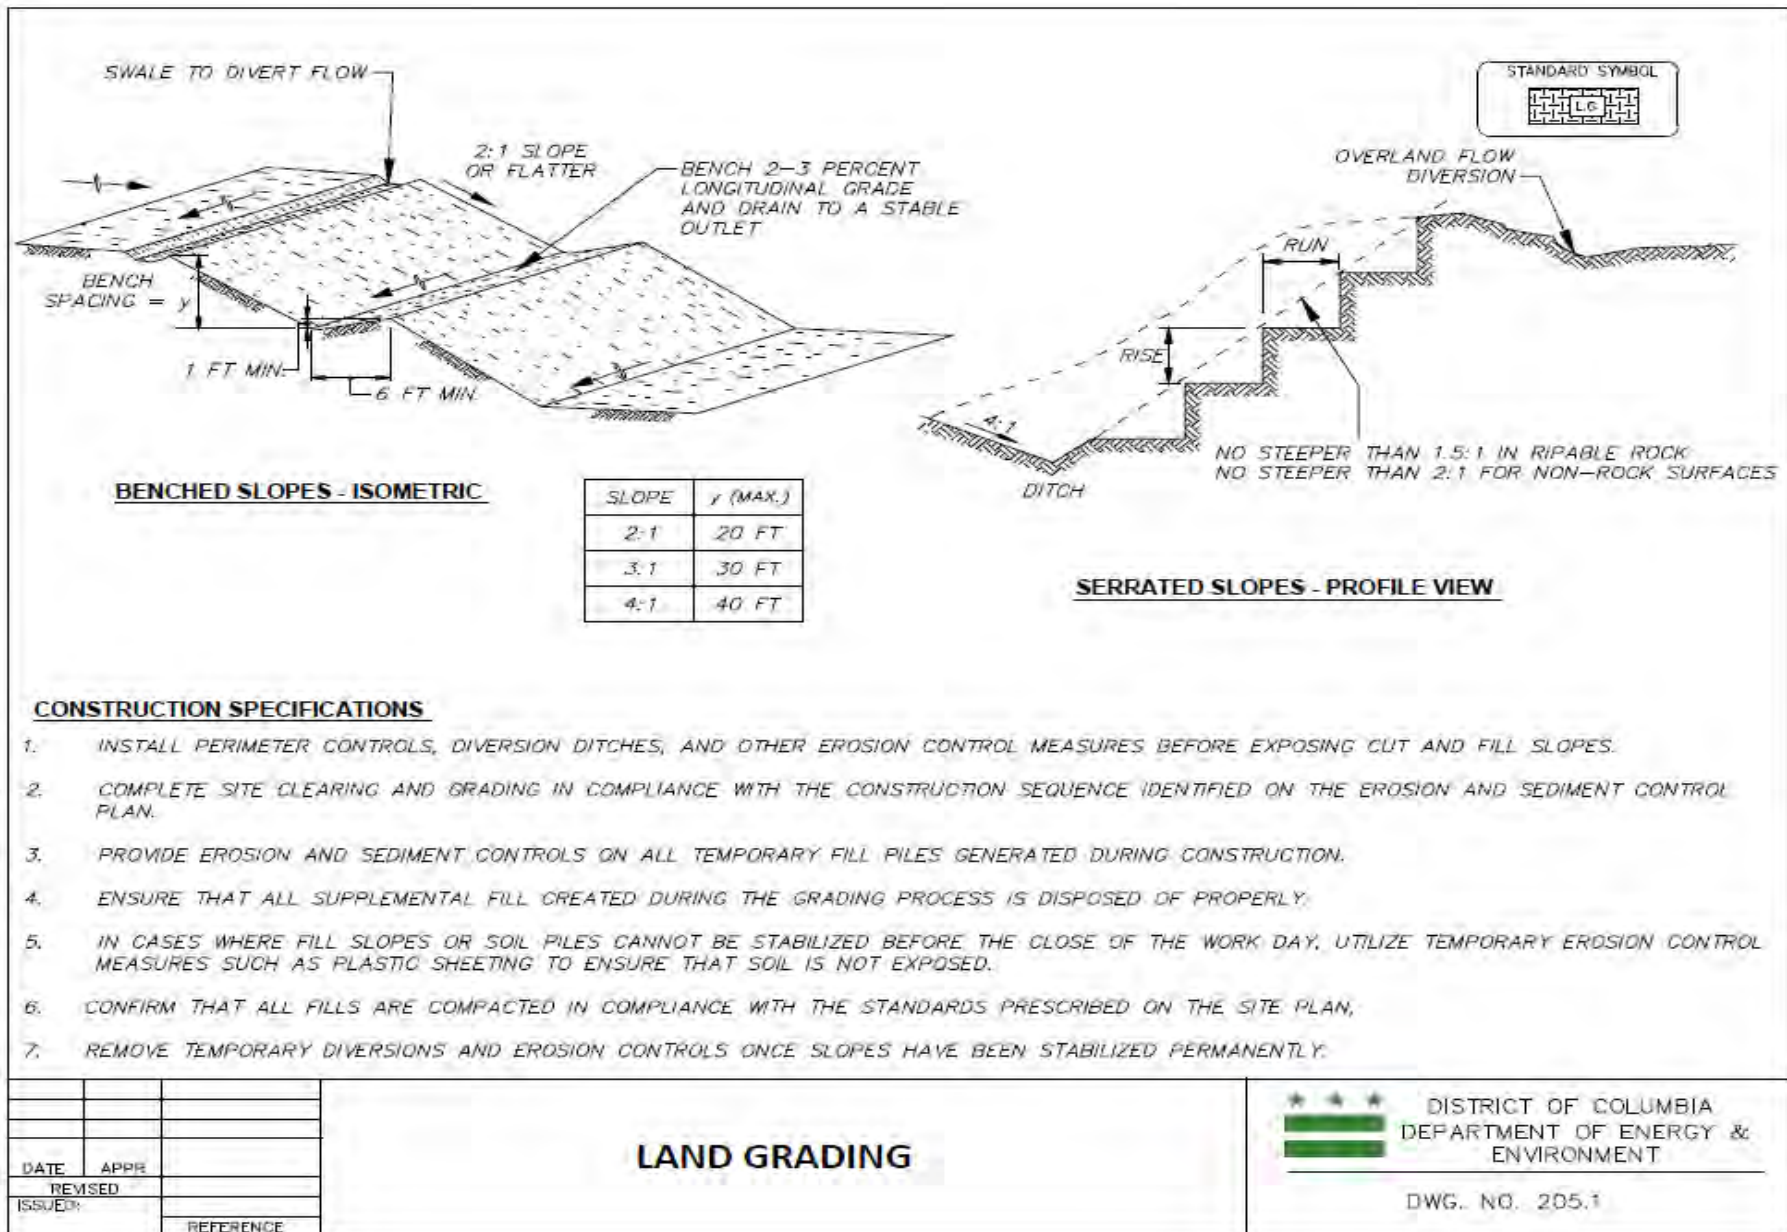 SWALE TO DIVERT FLOW
2:1 SLOPE
OR FLATTER
BENCH 2-3 PERCENT
LONGITUDINAL GRADE
AND DRAIN TO A STABLE
OUTLET
BENCH
SPACING = y
1 FT MIN.
6 FT MIN.
BENCHED SLOPES - ISOMETRIC
SLOPE y (MAX.)
2:1 20 FT
3:1 30 FT
4:1 40 FT
STANDARD SYMBOL
LG
OVERLAND FLOW
DIVERSION
RUN
RISE
4:1
DITCH
NO STEEPER THAN 1.5:1 IN RIPABLE ROCK
NO STEEPER THAN 2:1 FOR NON-ROCK SURFACES
SERRATED SLOPES - PROFILE VIEW
CONSTRUCTION SPECIFICATIONS
1. INSTALL PERIMETER CONTROLS, DIVERSION DITCHES, AND OTHER EROSION CONTROL MEASURES BEFORE EXPOSING CUT AND FILL SLOPES.
2. COMPLETE SITE CLEARING AND GRADING IN COMPLIANCE WITH THE CONSTRUCTION SEQUENCE IDENTIFIED ON THE EROSION AND SEDIMENT CONTROL
PLAN.
3. PROVIDE EROSION AND SEDIMENT CONTROLS ON ALL TEMPORARY FILL PILES GENERATED DURING CONSTRUCTION.
4. ENSURE THAT ALL SUPPLEMENTAL FILL CREATED DURING THE GRADING PROCESS IS DISPOSED OF PROPERLY.
5. IN CASES WHERE FILL SLOPES OR SOIL PILES CANNOT BE STABILIZED BEFORE THE CLOSE OF THE WORK DAY, UTILIZE TEMPORARY EROSION CONTROL
MEASURES SUCH AS PLASTIC SHEETING TO ENSURE THAT SOIL IS NOT EXPOSED.
6. CONFIRM THAT ALL FILLS ARE COMPACTED IN COMPLIANCE WITH THE STANDARDS PRESCRIBED ON THE SITE PLAN.
7. REMOVE TEMPORARY DIVERSIONS AND EROSION CONTROLS ONCE SLOPES HAVE BEEN STABILIZED PERMANENTLY.
DATE APPR.
REVISED
ISSUED:
REFERENCE
LAND GRADING
DISTRICT OF COLUMBIA
DEPARTMENT OF ENERGY &
ENVIRONMENT
DWG. NO. 205.1